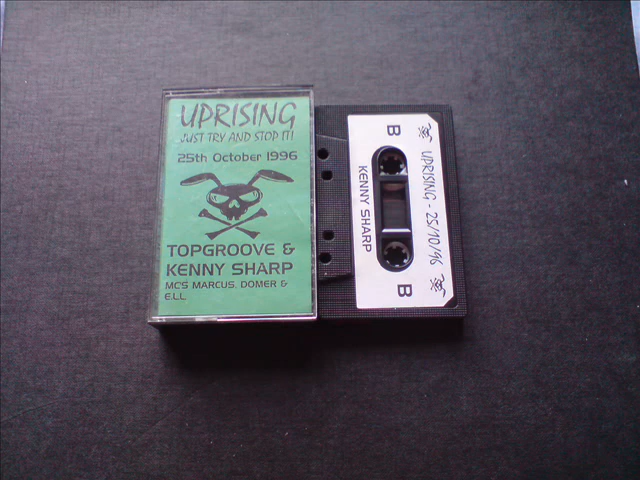 UPRISING
JUST TRY AND STOP IT!
25th October 1996
TOPGROOVE &
KENNY SHARP
MCS MARCUS, DOMER &
E.L.L.
B
UPRISING - 25/10/96
KENNY SHARP
B